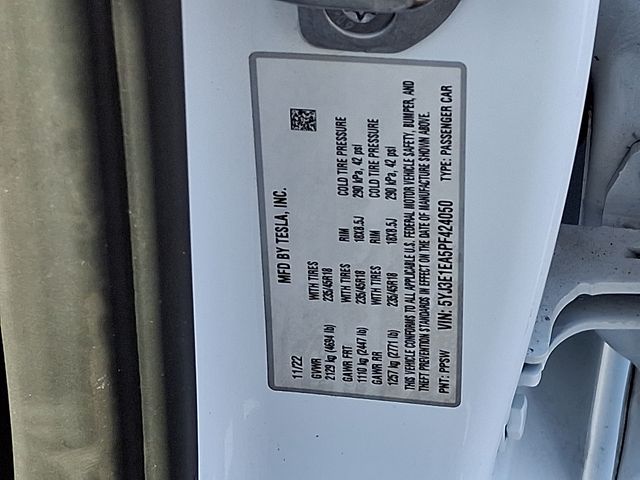 MFD BY TESLA, INC.
11/22
GVWR WITH TIRES RIM COLD TIRE PRESSURE
2129 kg (4694 lb) 235/45R18 18X8.5J 290 kPa, 42 psi
GAWR FRT
1110 kg (2447 lb) 235/45R18 RIM COLD TIRE PRESSURE
GAWR RR WITH TIRES
1257 kg (2771 lb) 235/45R18 18X8.5J 290 kPa, 42 psi
THIS VEHICLE CONFORMS TO ALL APPLICABLE U.S. FEDERAL MOTOR VEHICLE SAFETY, BUMPER, AND
THEFT PREVENTION STANDARDS IN EFFECT ON THE DATE OF MANUFACTURE SHOWN ABOVE.
VIN: 5YJ3E1EA5PF424050
PNT: PPSW TYPE: PASSENGER CAR